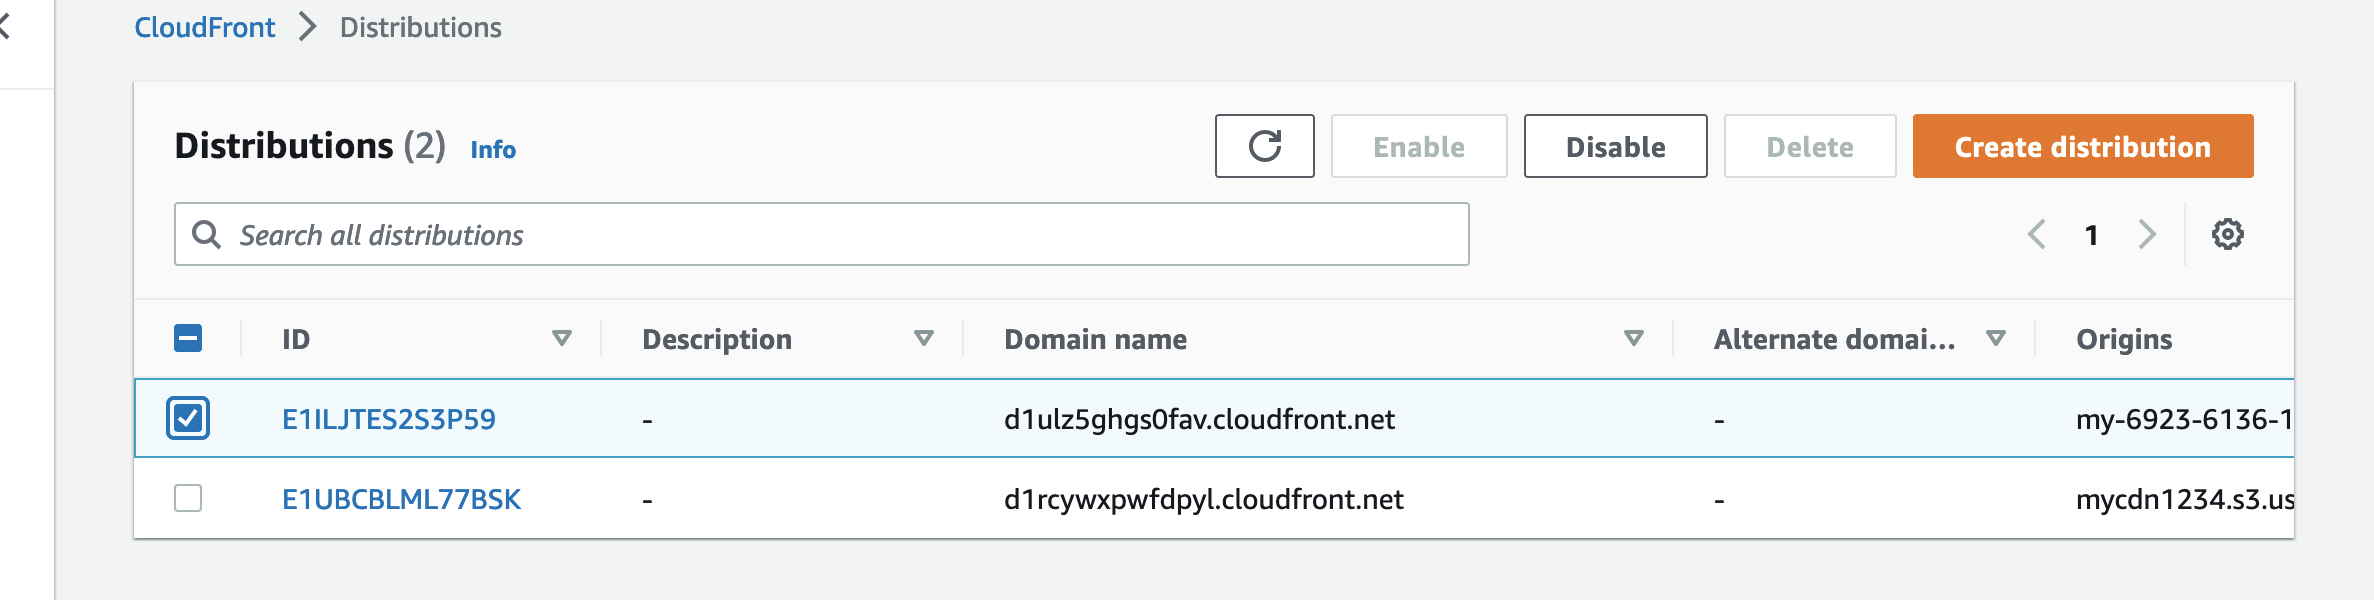 CloudFront > Distributions
Distributions (2) Info
Enable Disable Delete Create distribution
Search all distributions
1
ID Description Domain name Alternate domai... Origins
E1ILJTES2S3P59 - d1ulz5ghgs0fav.cloudfront.net - my-6923-6136-1
E1UBCBLML77BSK - d1rcywxpwfdpyl.cloudfront.net - mycdn1234.s3.us